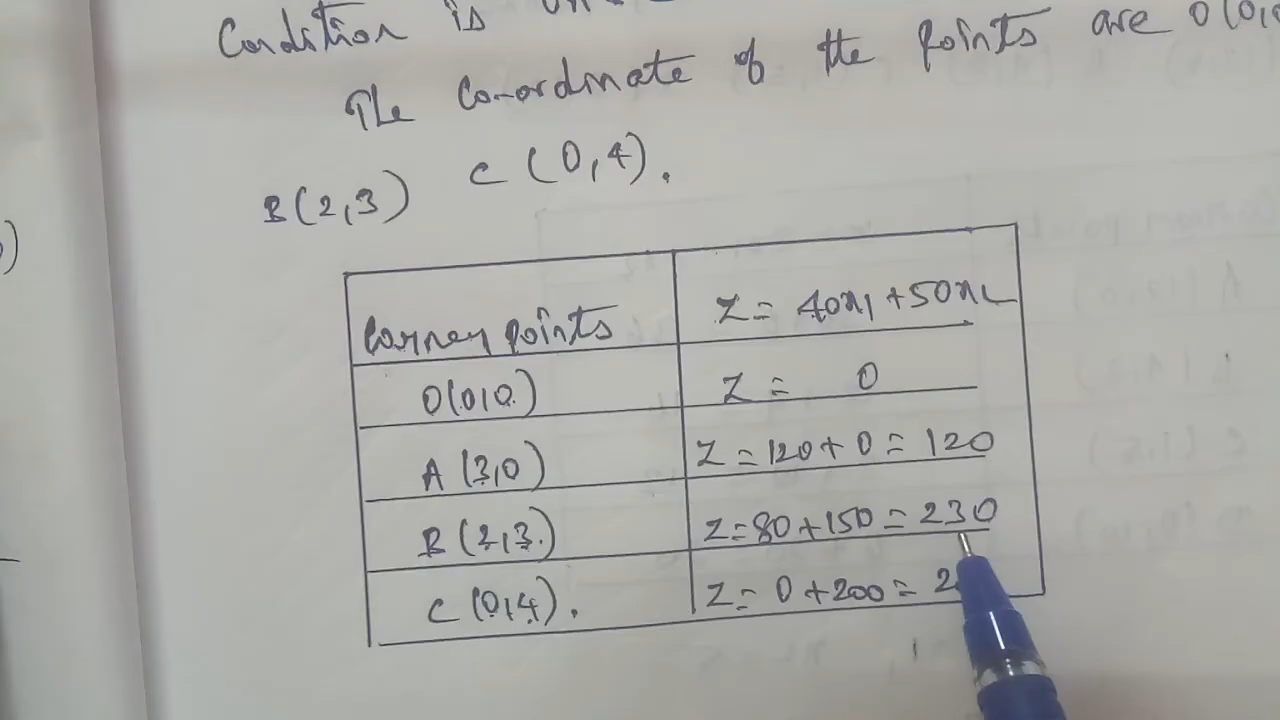 Condition is
The co-ordinate of the points are O(0,0
B(2,3) C(0,4).
Corner points Z = 40x1 + 50x2
O(0,0) Z = 0
A(3,0) Z = 120 + 0 = 120
B(2,3) Z = 80 + 150 = 230
C(0,4). Z = 0 + 200 = 2